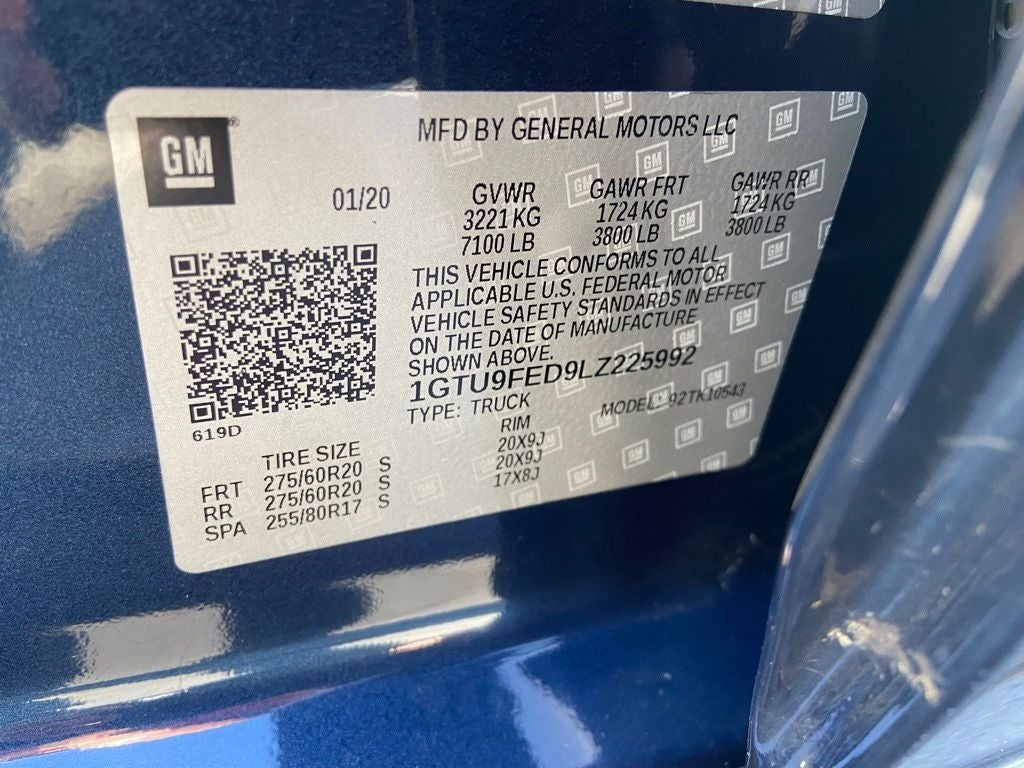 GM
MFD BY GENERAL MOTORS LLC
01/20
GVWR GAWR FRT GAWR RR
3221 KG 1724 KG 1724 KG
7100 LB 3800 LB 3800 LB
THIS VEHICLE CONFORMS TO ALL
APPLICABLE U.S. FEDERAL MOTOR
VEHICLE SAFETY STANDARDS IN EFFECT
ON THE DATE OF MANUFACTURE
SHOWN ABOVE.
1GTU9FED9LZ225992
TYPE: TRUCK MODEL: 92TK10543
619D
TIRE SIZE RIM
FRT 275/60R20 S 20X9J
RR 275/60R20 S 20X9J
SPA 255/80R17 S 17X8J